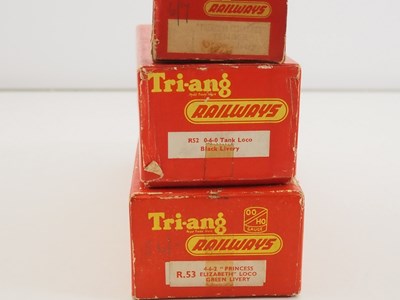 RAILWAYS
Tri-ang
RAILWAYS
R52 0-6-0 Tank Loco
Black Livery
Tri-ang
OO
HO
GAUGE
RAILWAYS
R.53
4-6-2 "PRINCESS
ELIZABETH" LOCO
GREEN LIVERY